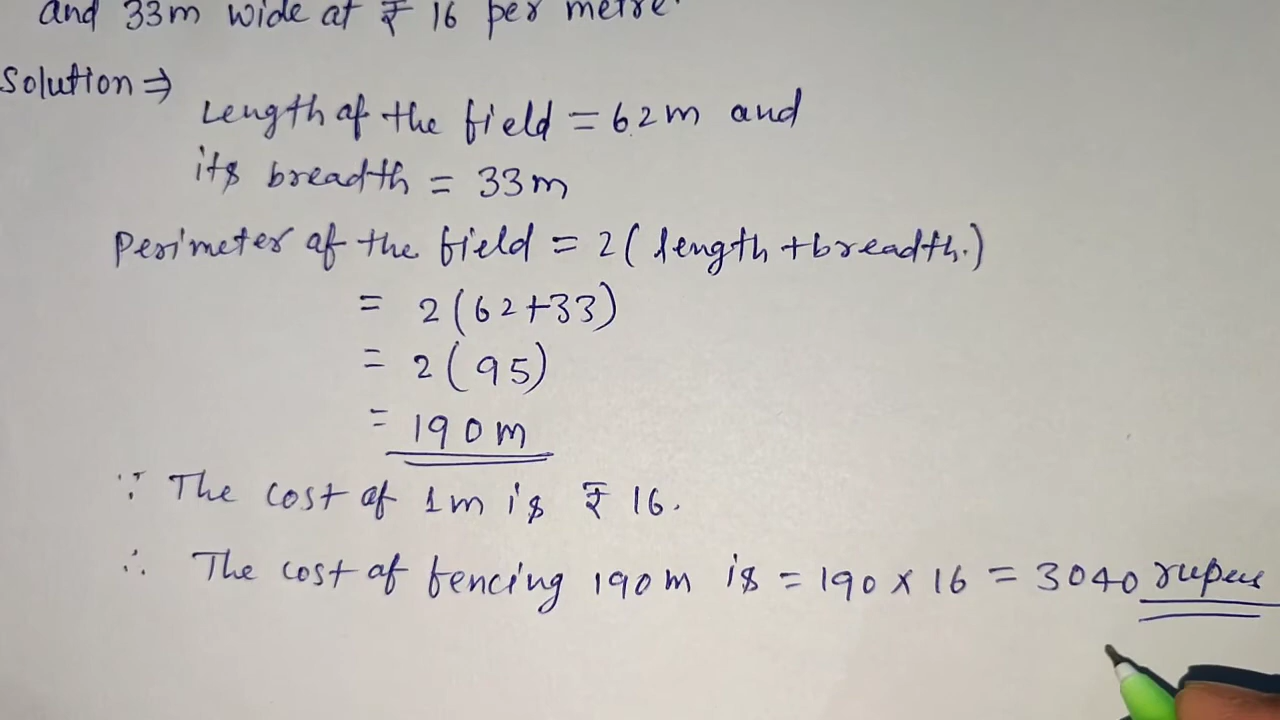 and 33m wide at ₹ 16 per metre.
Solution ⇒
Length of the field = 62m and
its breadth = 33m
Perimeter of the field = 2(length + breadth.)
= 2(62+33)
= 2(95)
= 190m
∵ The cost of 1m is ₹ 16.
∴ The cost of fencing 190m is = 190 × 16 = 3040 rupees